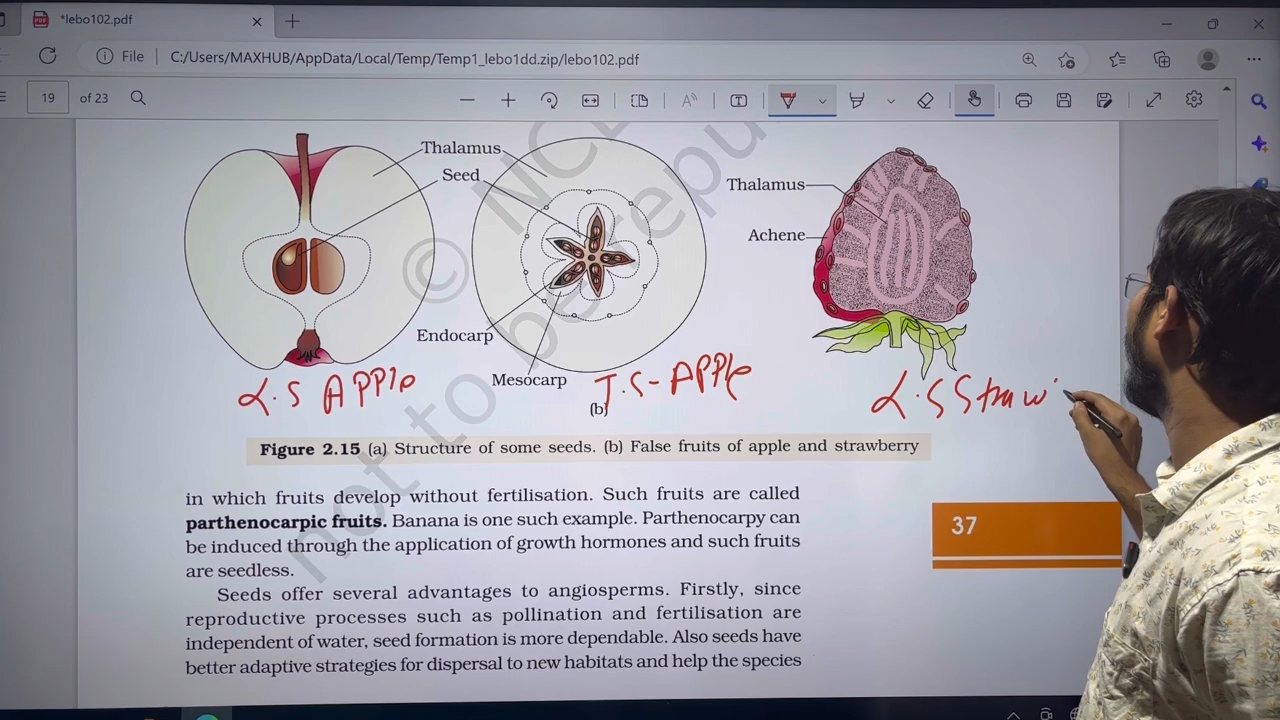 *lebo102.pdf
File C:/Users/MAXHUB/AppData/Local/Temp/Temp1_lebo1dd.zip/lebo102.pdf
19 of 23
Thalamus
Seed
Endocarp
Mesocarp
(b)
Thalamus
Achene
L.S APPle
T.S-APPle
L.S Straw
Figure 2.15 (a) Structure of some seeds. (b) False fruits of apple and strawberry
in which fruits develop without fertilisation. Such fruits are called
parthenocarpic fruits. Banana is one such example. Parthenocarpy can
be induced through the application of growth hormones and such fruits
are seedless.
Seeds offer several advantages to angiosperms. Firstly, since
reproductive processes such as pollination and fertilisation are
independent of water, seed formation is more dependable. Also seeds have
better adaptive strategies for dispersal to new habitats and help the species
37
© NCE
not to be repu